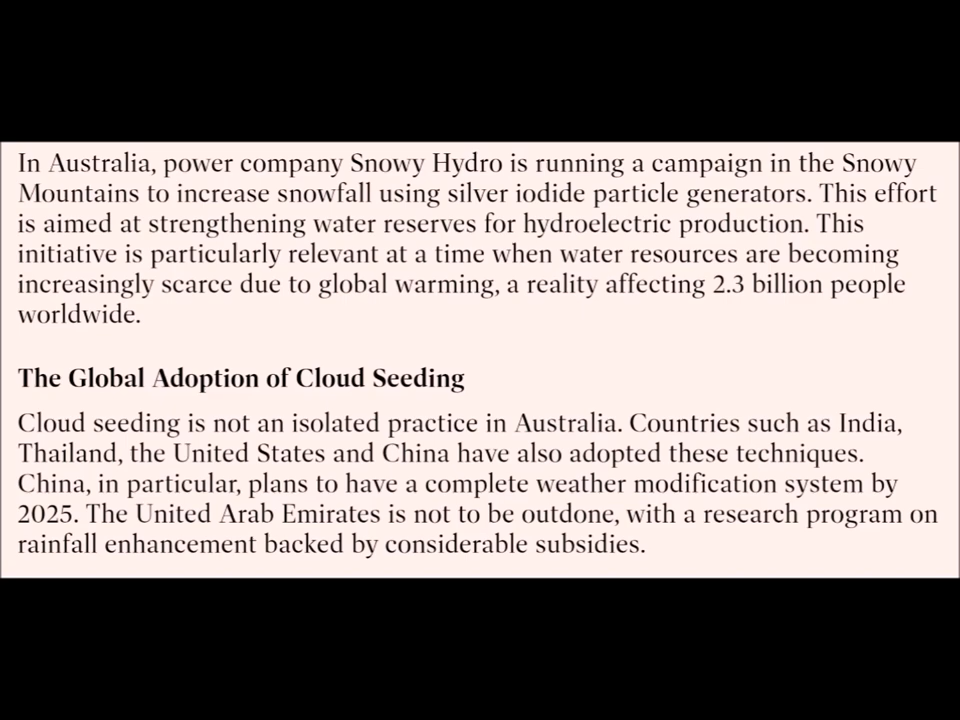 In Australia, power company Snowy Hydro is running a campaign in the Snowy
Mountains to increase snowfall using silver iodide particle generators. This effort
is aimed at strengthening water reserves for hydroelectric production. This
initiative is particularly relevant at a time when water resources are becoming
increasingly scarce due to global warming, a reality affecting 2.3 billion people
worldwide.
The Global Adoption of Cloud Seeding
Cloud seeding is not an isolated practice in Australia. Countries such as India,
Thailand, the United States and China have also adopted these techniques.
China, in particular, plans to have a complete weather modification system by
2025. The United Arab Emirates is not to be outdone, with a research program on
rainfall enhancement backed by considerable subsidies.